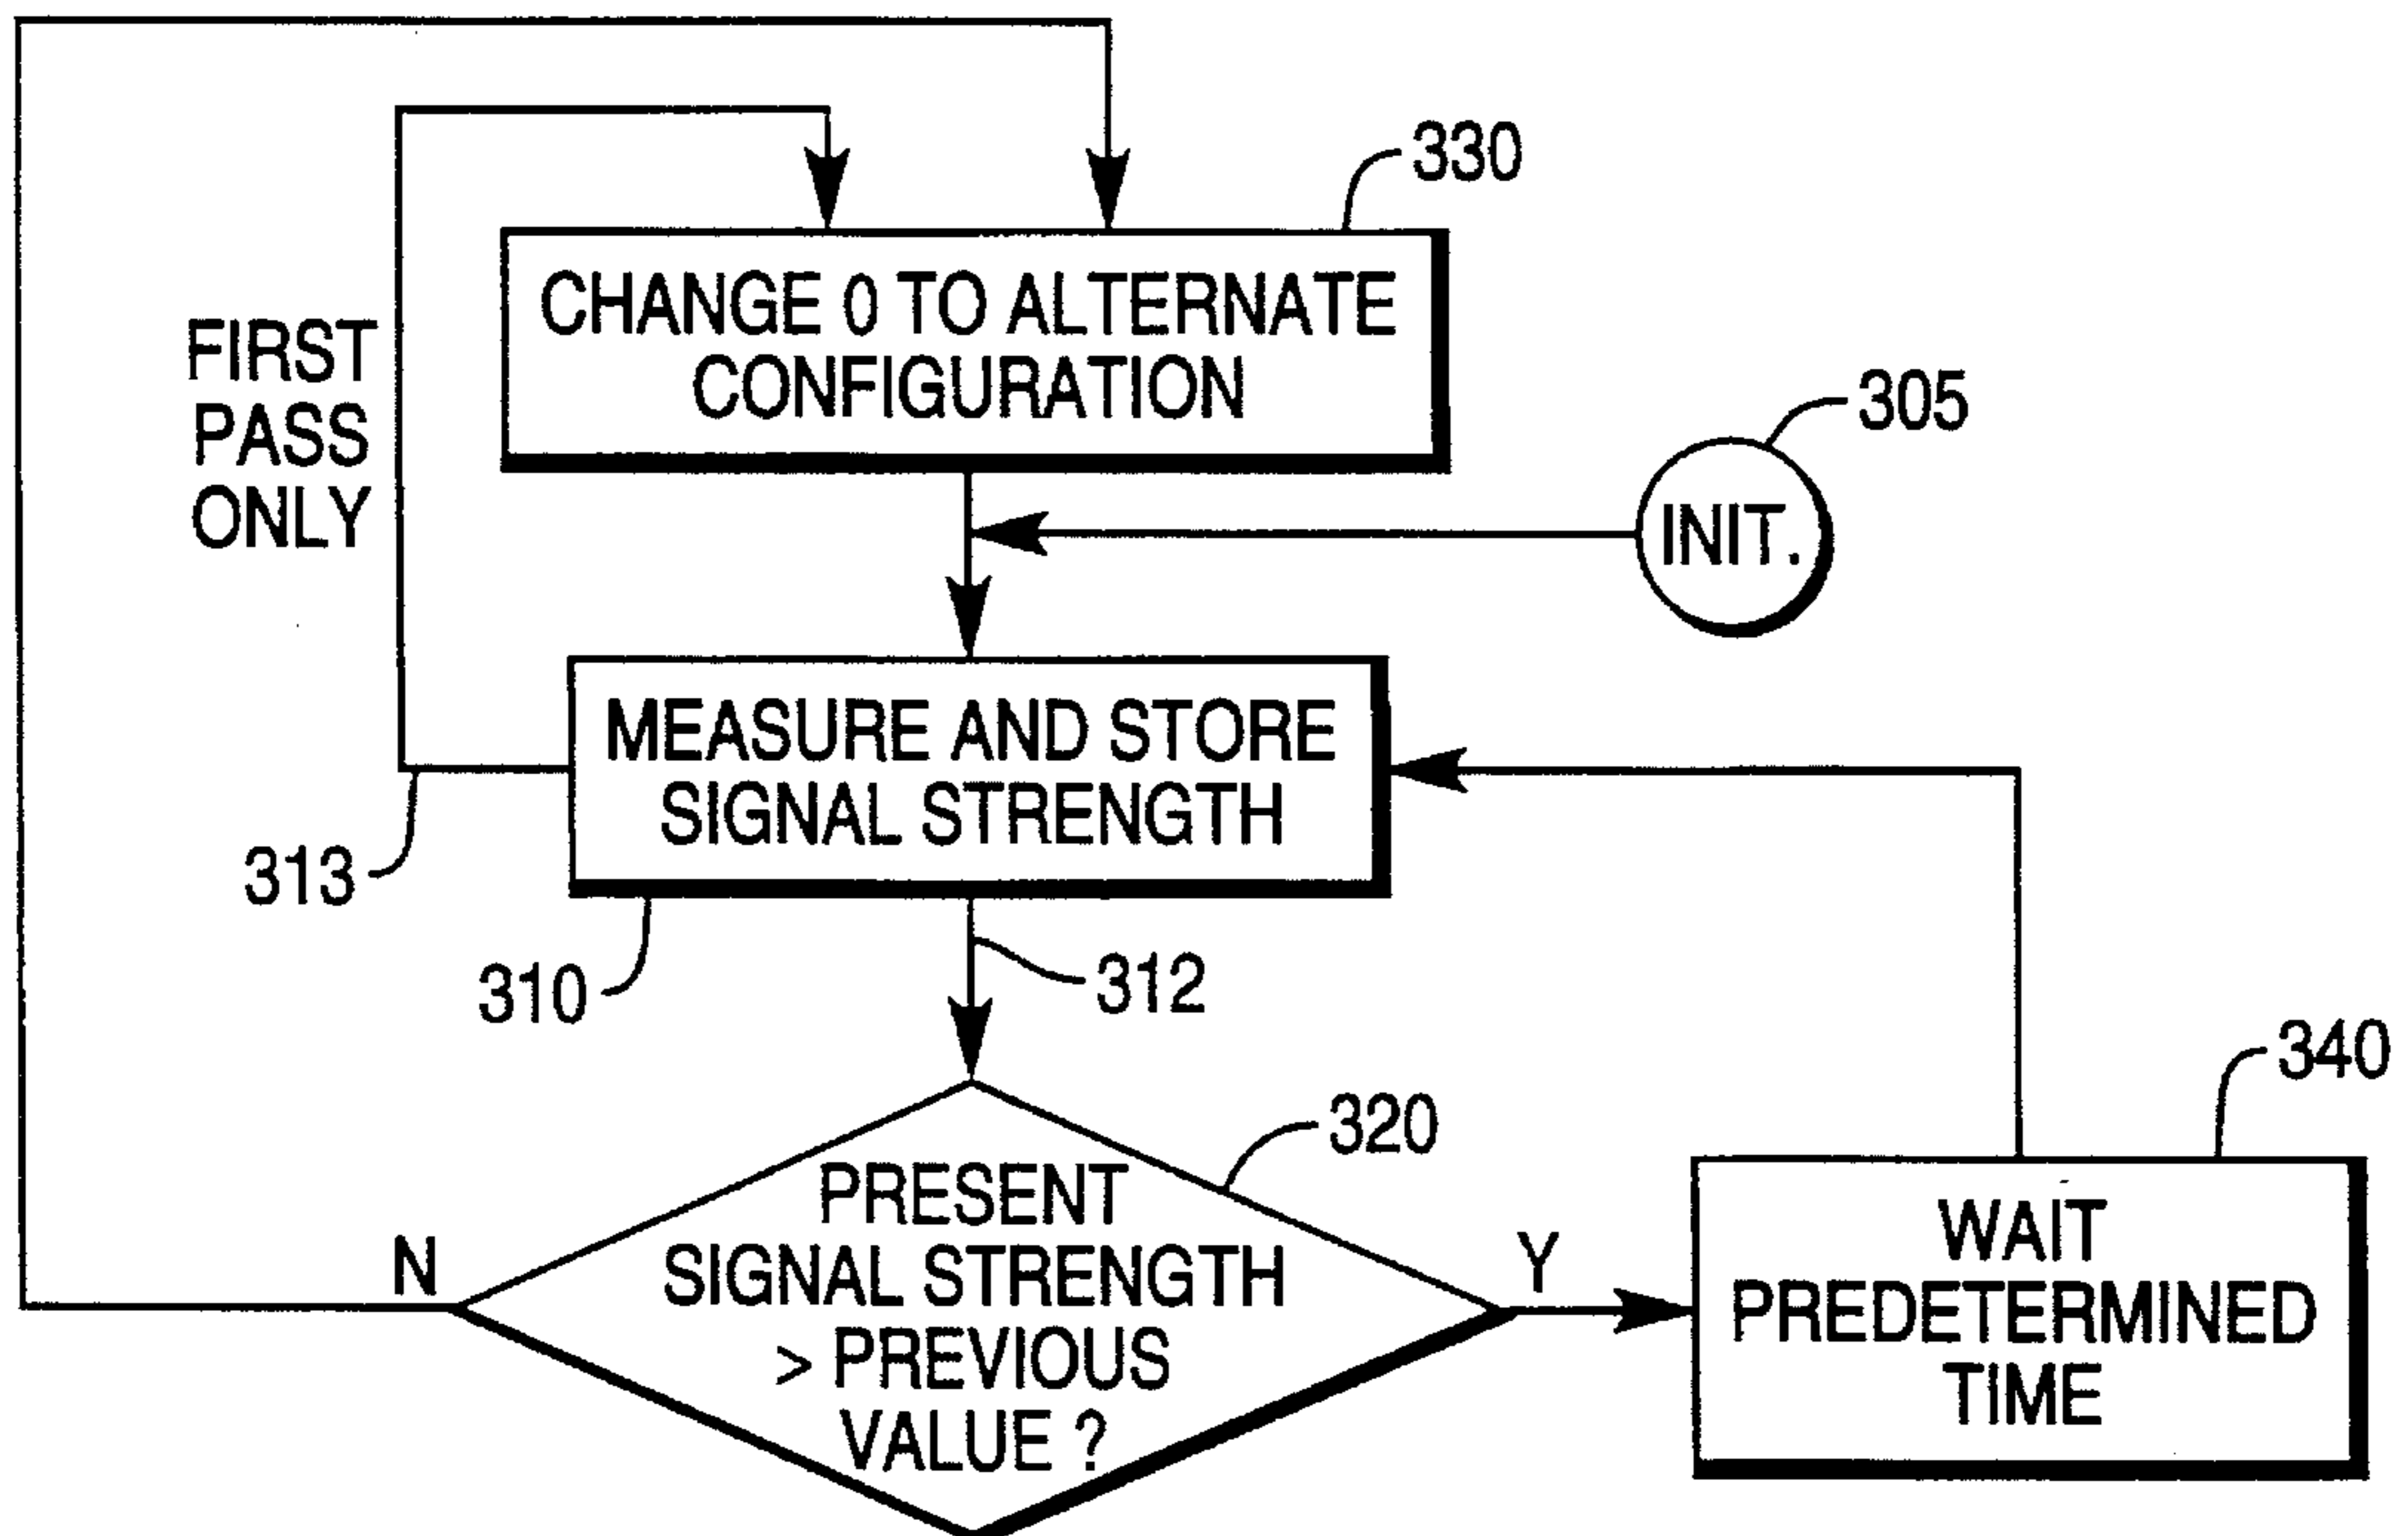 330
CHANGE 0 TO ALTERNATE
CONFIGURATION
FIRST
PASS
ONLY
305
INIT.
MEASURE AND STORE
SIGNAL STRENGTH
313
310
312
320
340
PRESENT
SIGNAL STRENGTH
> PREVIOUS
VALUE ?
N
Y
WAIT
PREDETERMINED
TIME